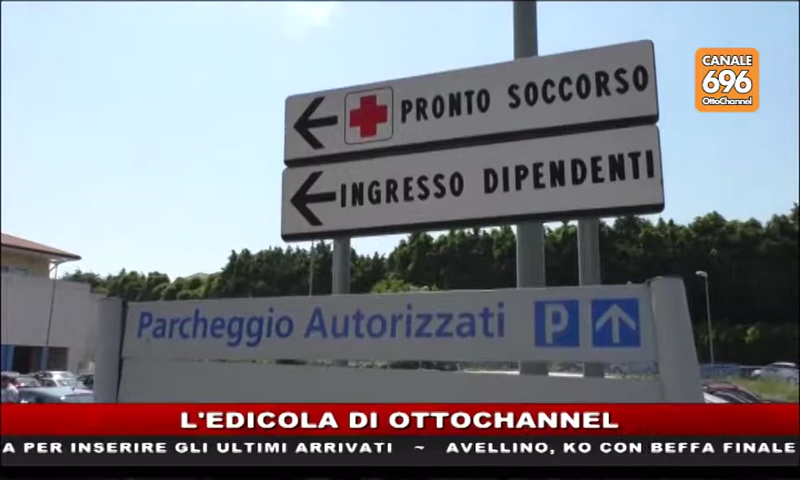 CANALE
696
OttoChannel
PRONTO SOCCORSO
INGRESSO DIPENDENTI
Parcheggio Autorizzati P
L'EDICOLA DI OTTOCHANNEL
A PER INSERIRE GLI ULTIMI ARRIVATI ~ AVELLINO, KO CON BEFFA FINALE